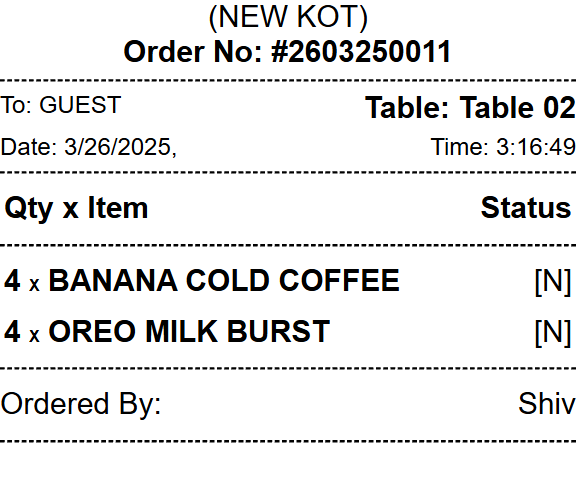 (NEW KOT)
Order No: #2603250011
To: GUEST Table: Table 02
Date: 3/26/2025, Time: 3:16:49
Qty x Item Status
4 x BANANA COLD COFFEE [N]
4 x OREO MILK BURST [N]
Ordered By: Shiv